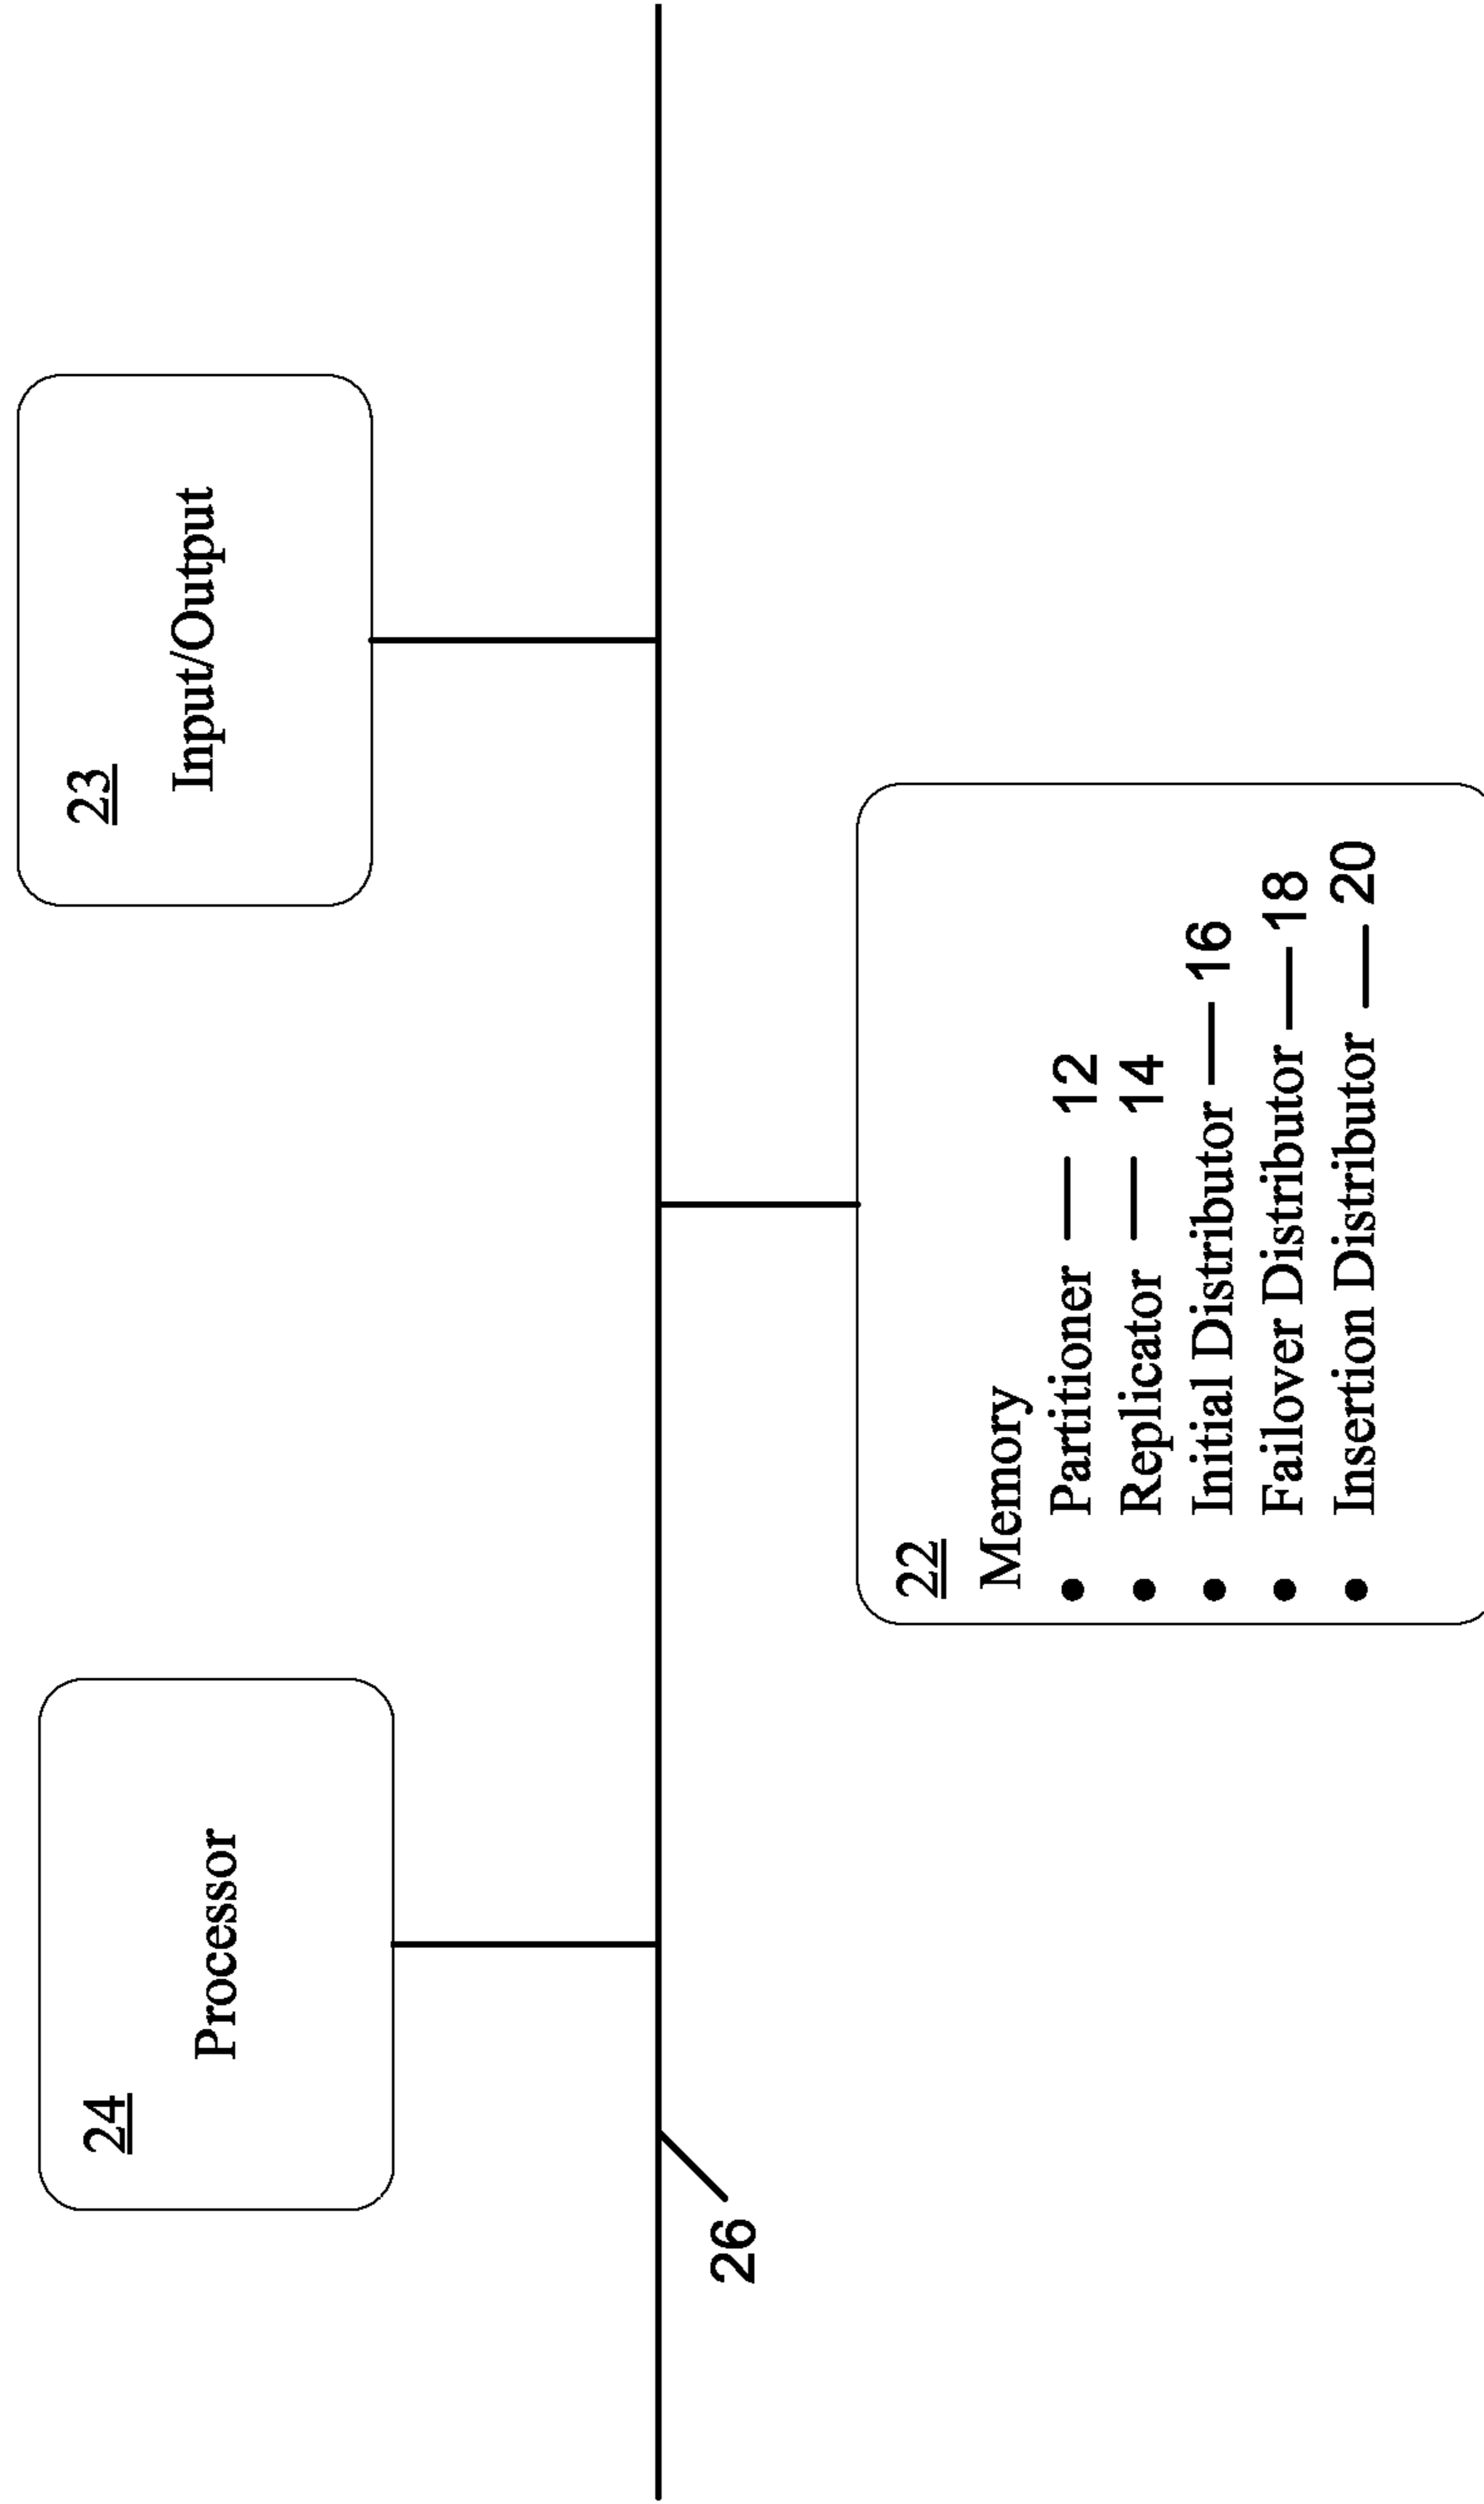 24
Processor
23
Input/Output
26
22
Memory
• Partitioner — 12
• Replicator — 14
• Initial Distributor — 16
• Failover Distributor — 18
• Insertion Distributor — 20